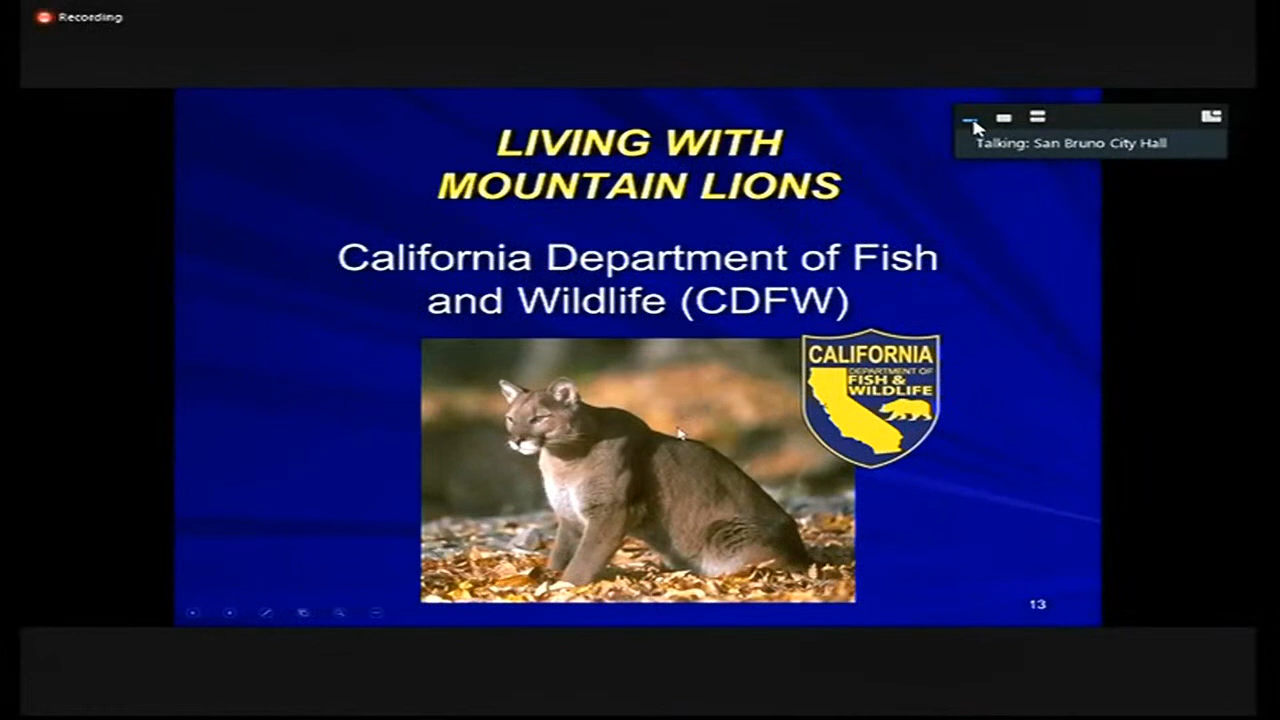 Recording
LIVING WITH
MOUNTAIN LIONS
Talking: San Bruno City Hall
California Department of Fish
and Wildlife (CDFW)
CALIFORNIA
DEPARTMENT OF
FISH &
WILDLIFE
13